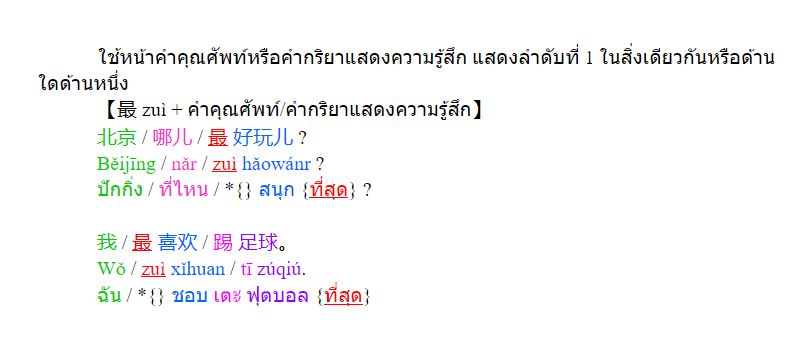 ใช้หน้าคำคุณศัพท์หรือคำกริยาแสดงความรู้สึก แสดงลำดับที่ 1 ในสิ่งเดียวกันหรือด้าน
ใดด้านหนึ่ง
【最 zuì + คำคุณศัพท์/คำกริยาแสดงความรู้สึก】
北京 / 哪儿 / 最 好玩儿 ?
Běijīng / nǎr / zuì hǎowánr ?
ปักกิ่ง / ที่ไหน / *{} สนุก {ที่สุด} ?
我 / 最 喜欢 / 踢 足球。
Wǒ / zuì xǐhuan / tī zúqiú.
ฉัน / *{} ชอบ เตะ ฟุตบอล {ที่สุด}